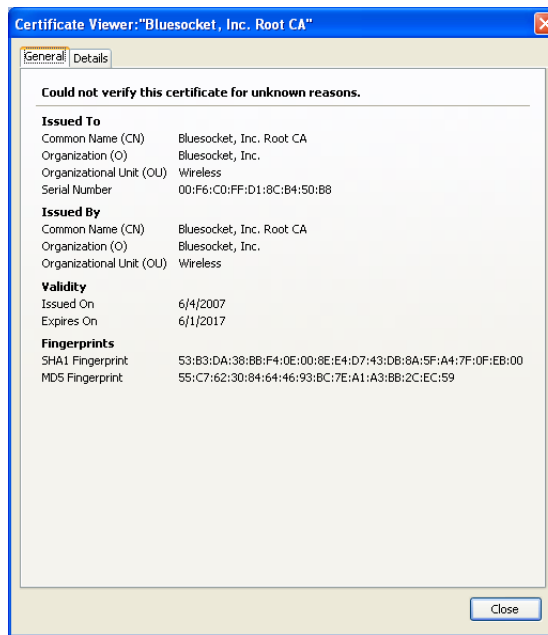 Certificate Viewer:"Bluesocket, Inc. Root CA"
General Details
Could not verify this certificate for unknown reasons.
Issued To
Common Name (CN) Bluesocket, Inc. Root CA
Organization (O) Bluesocket, Inc.
Organizational Unit (OU) Wireless
Serial Number 00:F6:C0:FF:D1:8C:B4:50:B8
Issued By
Common Name (CN) Bluesocket, Inc. Root CA
Organization (O) Bluesocket, Inc.
Organizational Unit (OU) Wireless
Validity
Issued On 6/4/2007
Expires On 6/1/2017
Fingerprints
SHA1 Fingerprint 53:B3:DA:38:BB:F4:0E:00:8E:E4:D7:43:DB:8A:5F:A4:7F:0F:EB:00
MD5 Fingerprint 55:C7:62:30:84:64:46:93:BC:7E:A1:A3:BB:2C:EC:59
Close